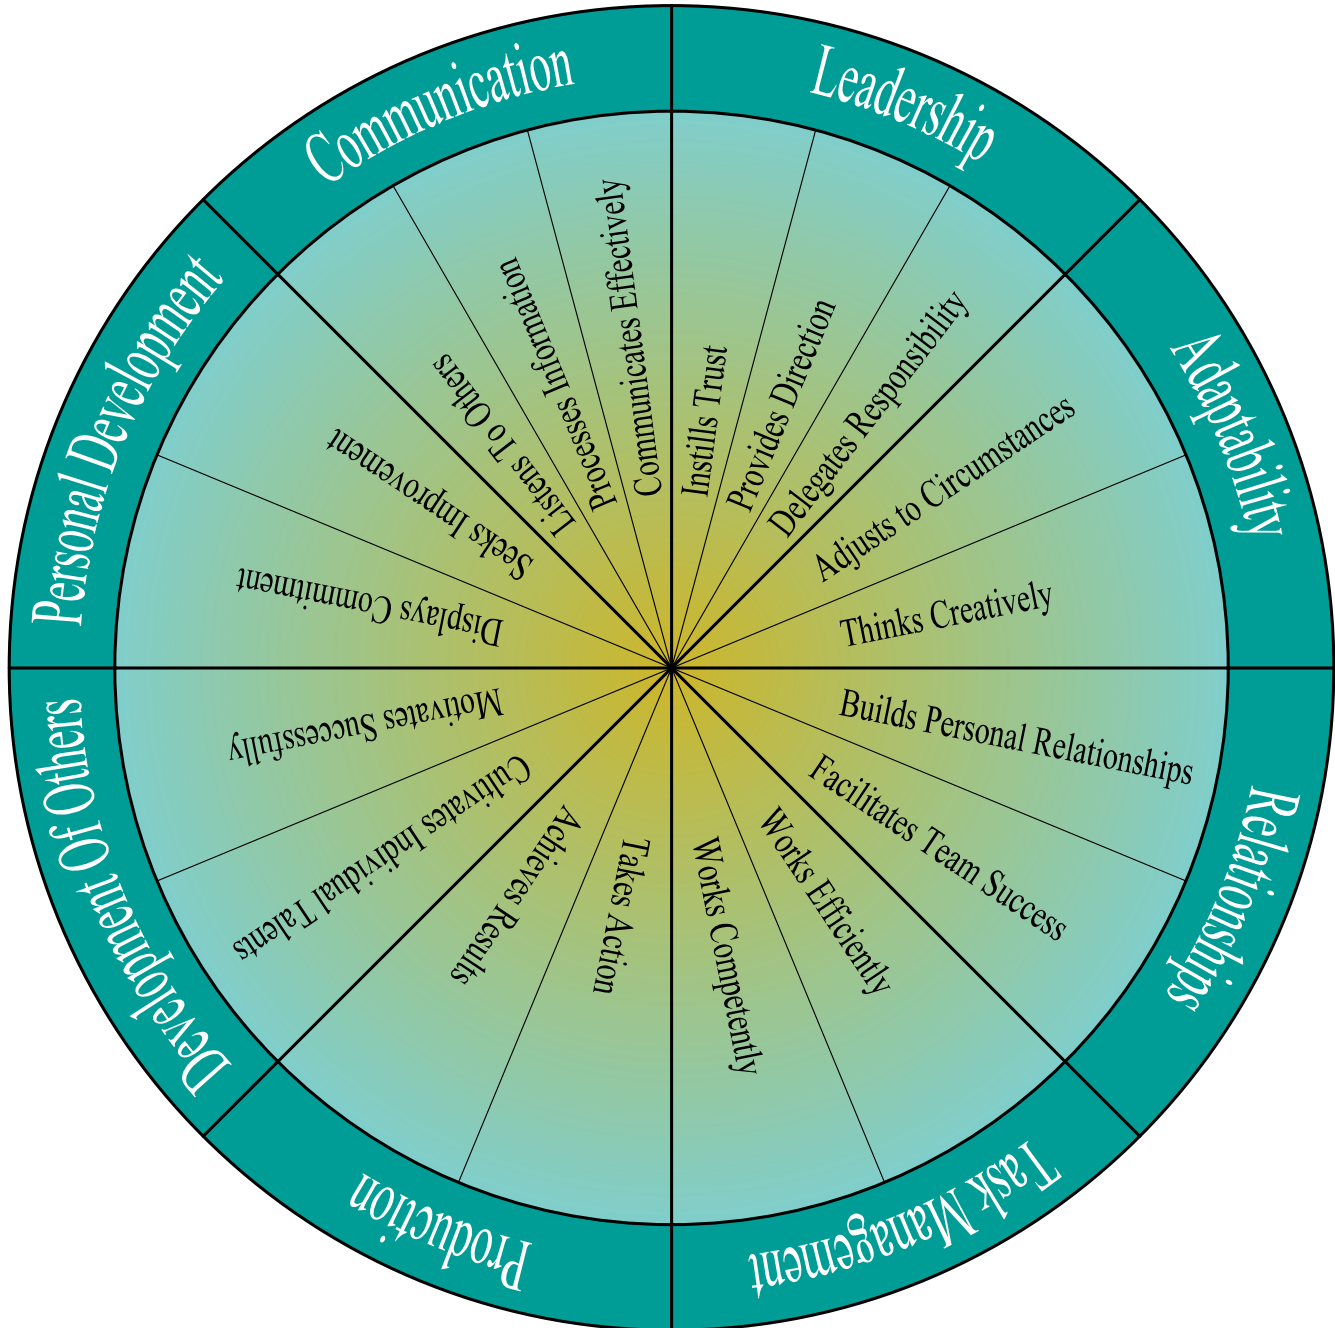 Leadership
Instills Trust
Provides Direction
Delegates Responsibility
Adaptability
Adjusts to Circumstances
Thinks Creatively
Relationships
Builds Personal Relationships
Facilitates Team Success
Task Management
Works Efficiently
Works Competently
Production
Takes Action
Achieves Results
Development Of Others
Cultivates Individual Talents
Motivates Successfully
Personal Development
Displays Commitment
Seeks Improvement
Communication
Listens To Others
Processes Information
Communicates Effectively